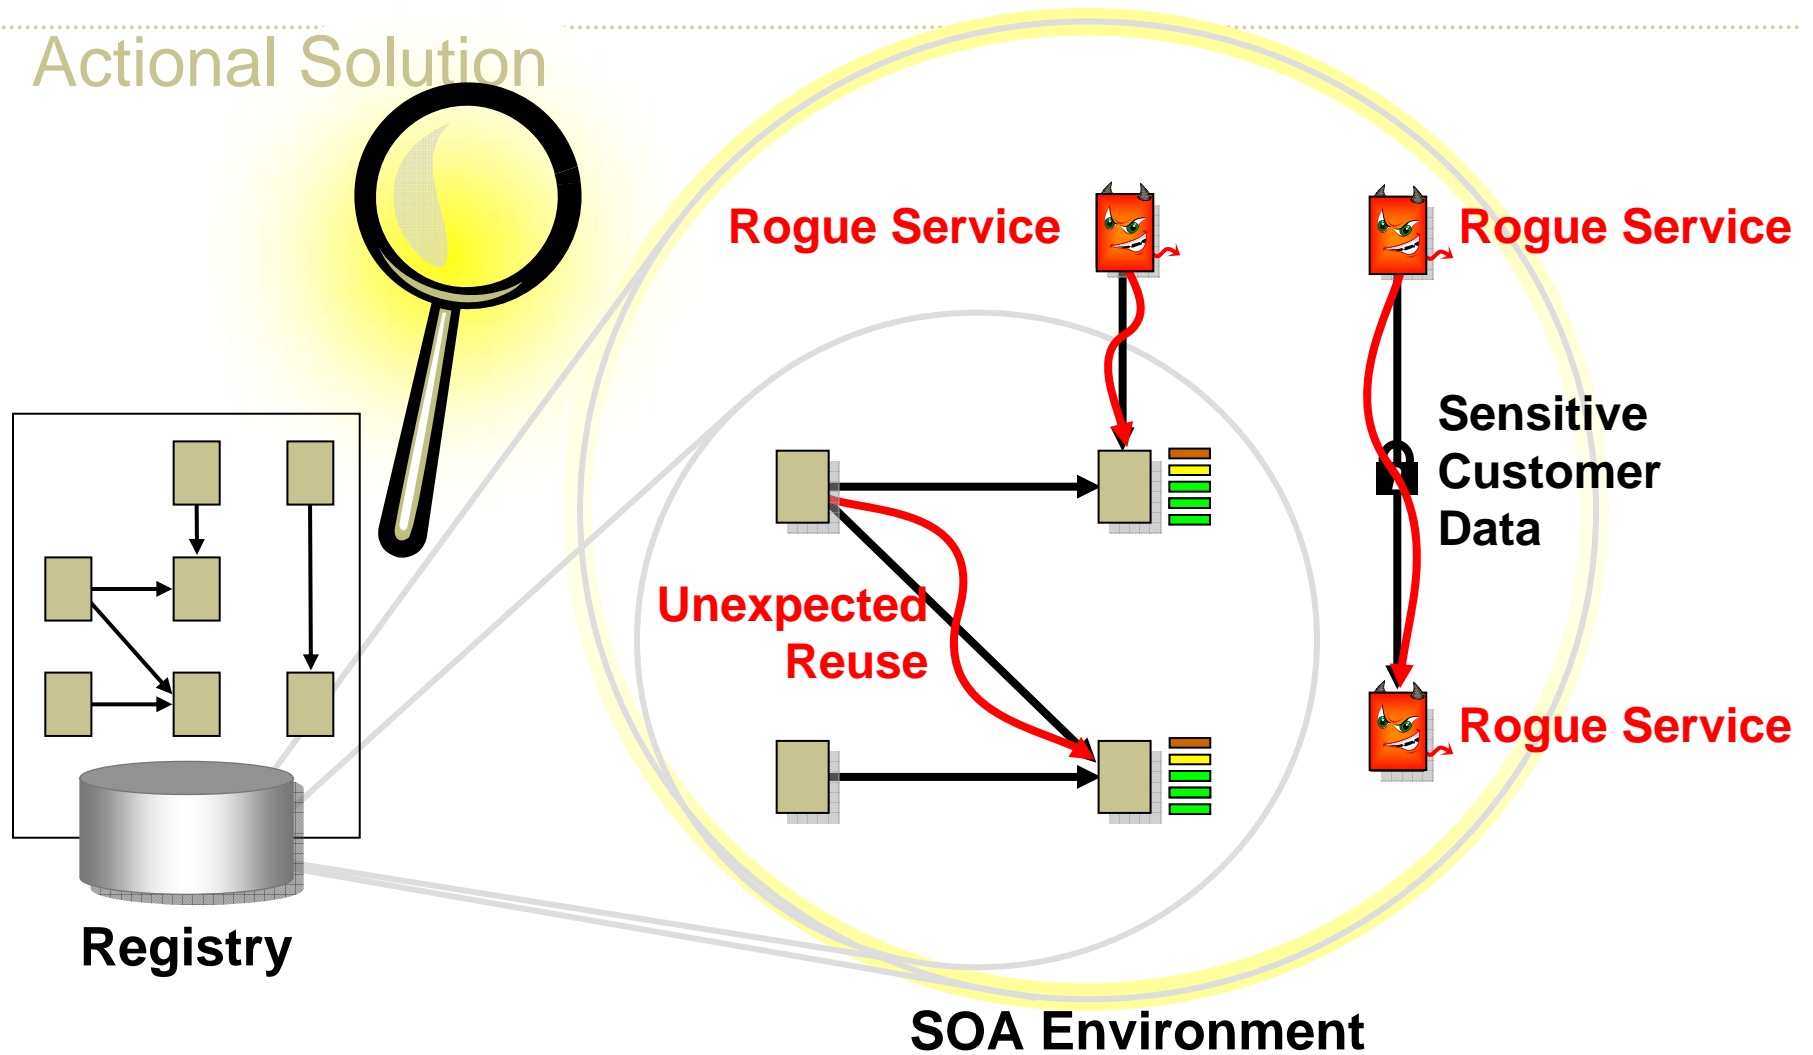 Actional Solution
Rogue Service
Rogue Service
Sensitive
Customer
Data
Unexpected
Reuse
Rogue Service
Registry
SOA Environment